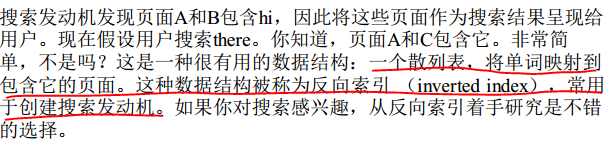 搜索发动机发现页面A和B包含hi，因此将这些页面作为搜索结果呈现给
用户。现在假设用户搜索there。你知道，页面A和C包含它。非常简
单，不是吗？这是一种很有用的数据结构：一个散列表，将单词映射到
包含它的页面。这种数据结构被称为反向索引 （inverted index），常用
于创建搜索发动机。如果你对搜索感兴趣，从反向索引着手研究是不错
的选择。